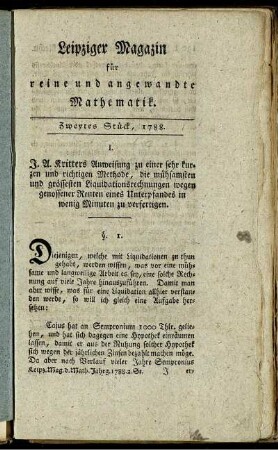 Leipziger Magazin
für
reine und angewandte
Mathematik.
Zweytes Stück, 1788.
I.
J. A. Kritters Anweisung zu einer sehr kur-
zen und richtigen Methode, die mühsamsten
und größesten Liquidationsrechnungen wegen
genossener Renten eines Unterpfandes in
wenig Minuten zu verfertigen.
§. 1.
Diejenigen, welche mit Liquidationen zu thun
gehabt, werden wissen, was vor eine müh-
same und langweilige Arbeit es sey, eine solche Rech-
nung auf viele Jahre hinauszuführen. Damit man
aber wisse, was für eine Liquidation allhier verstan-
den werde, so will ich gleich eine Aufgabe her-
setzen:
Cajus hat an Sempronium 1000 Thlr. gelie-
hen, und hat sich dagegen eine Hypothek einräumen
lassen, damit er aus der Nutzung solcher Hypothek
sich wegen der jährlichen Zinsen bezahlt machen möge.
Da aber nach Verlauf vieler Jahre Sempronius
Leipz. Mag. d. Math. Jahrg. 1788. 2. St. J er